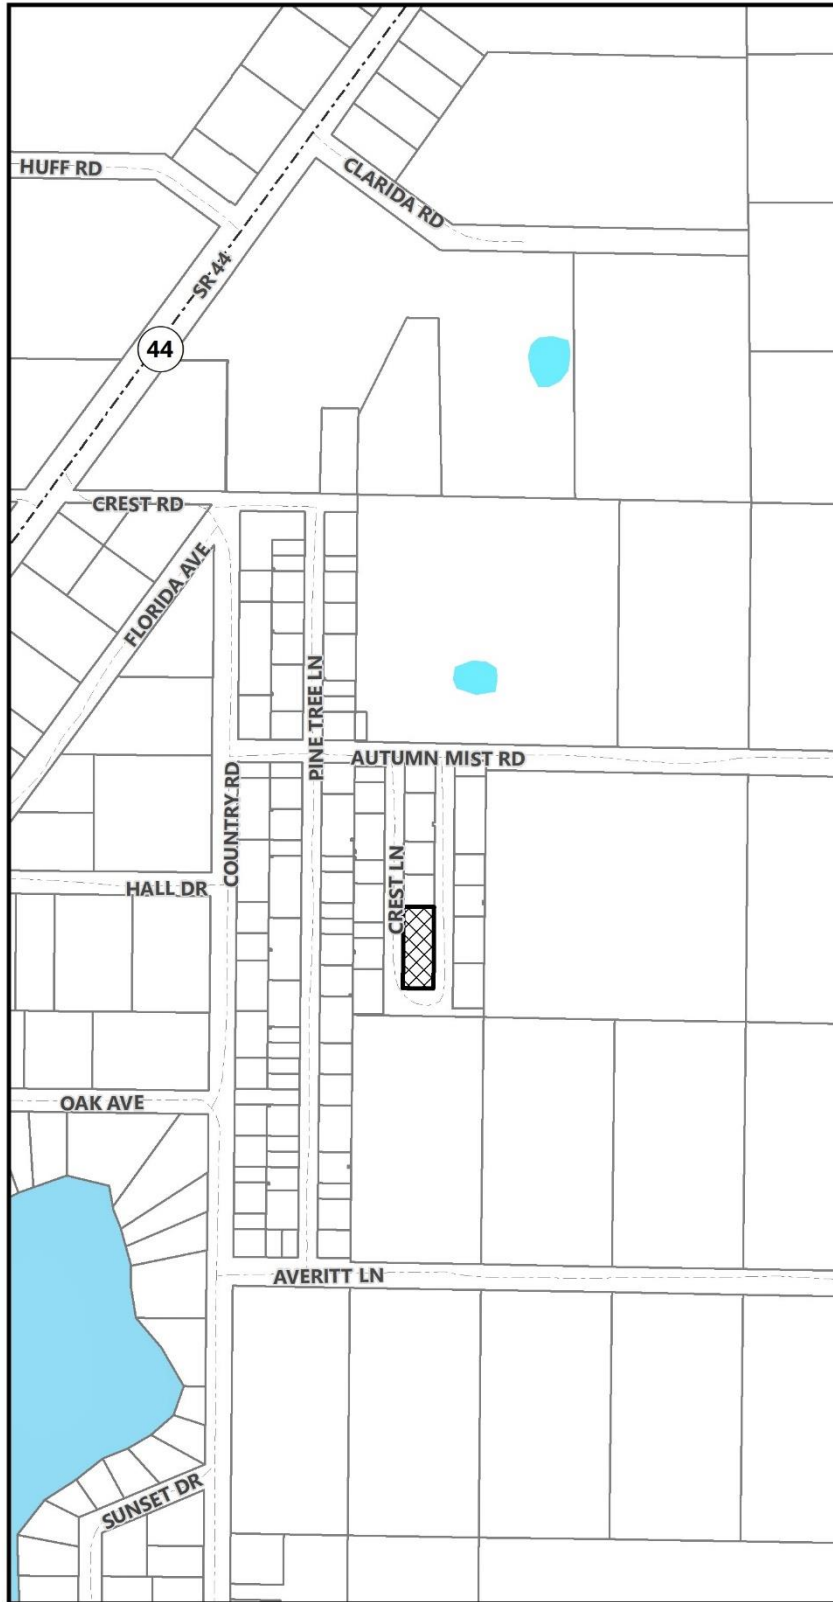 HUFF RD
CLARIDA RD
SR 44
44
CREST RD
FLORIDA AVE
PINE TREE LN
AUTUMN MIST RD
COUNTRY RD
CREST LN
HALL DR
OAK AVE
AVERITT LN
SUNSET DR